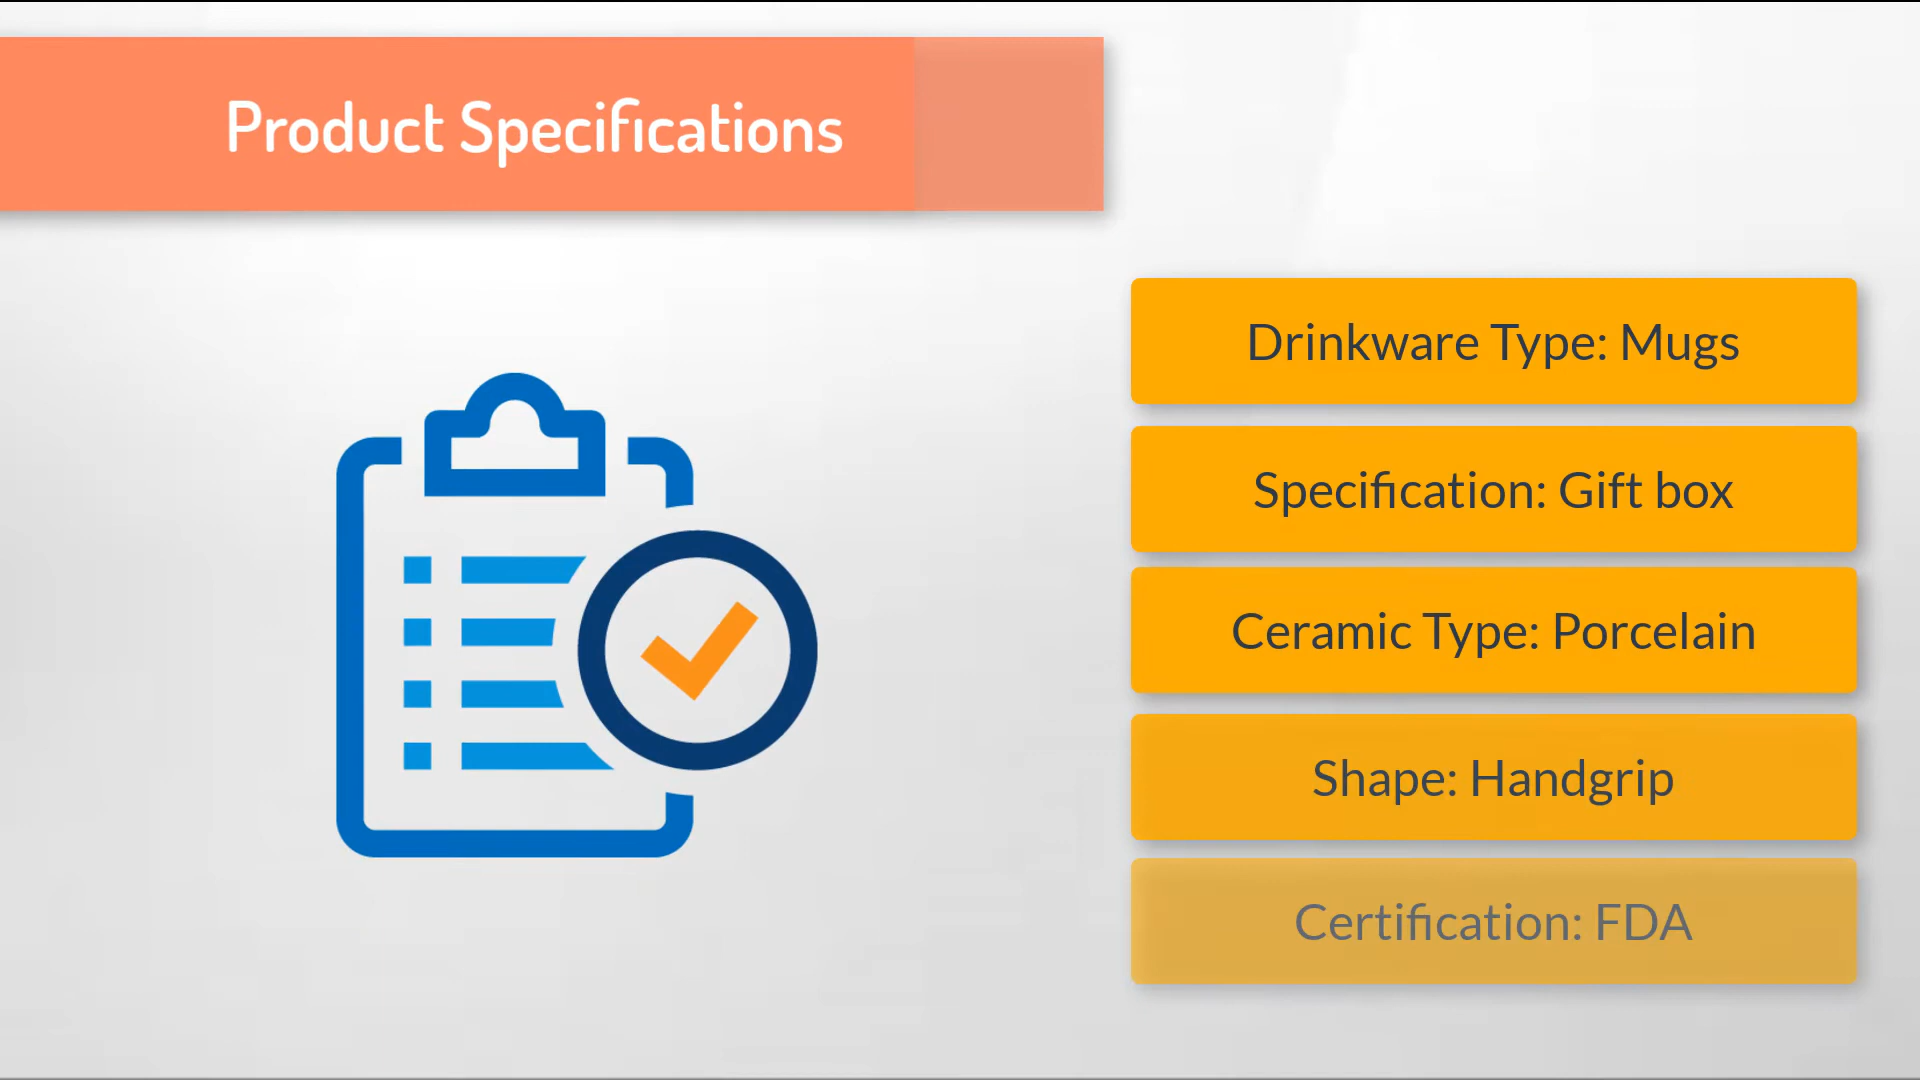 Product Specifications
Drinkware Type: Mugs
Specification: Gift box
Ceramic Type: Porcelain
Shape: Handgrip
Certification: FDA